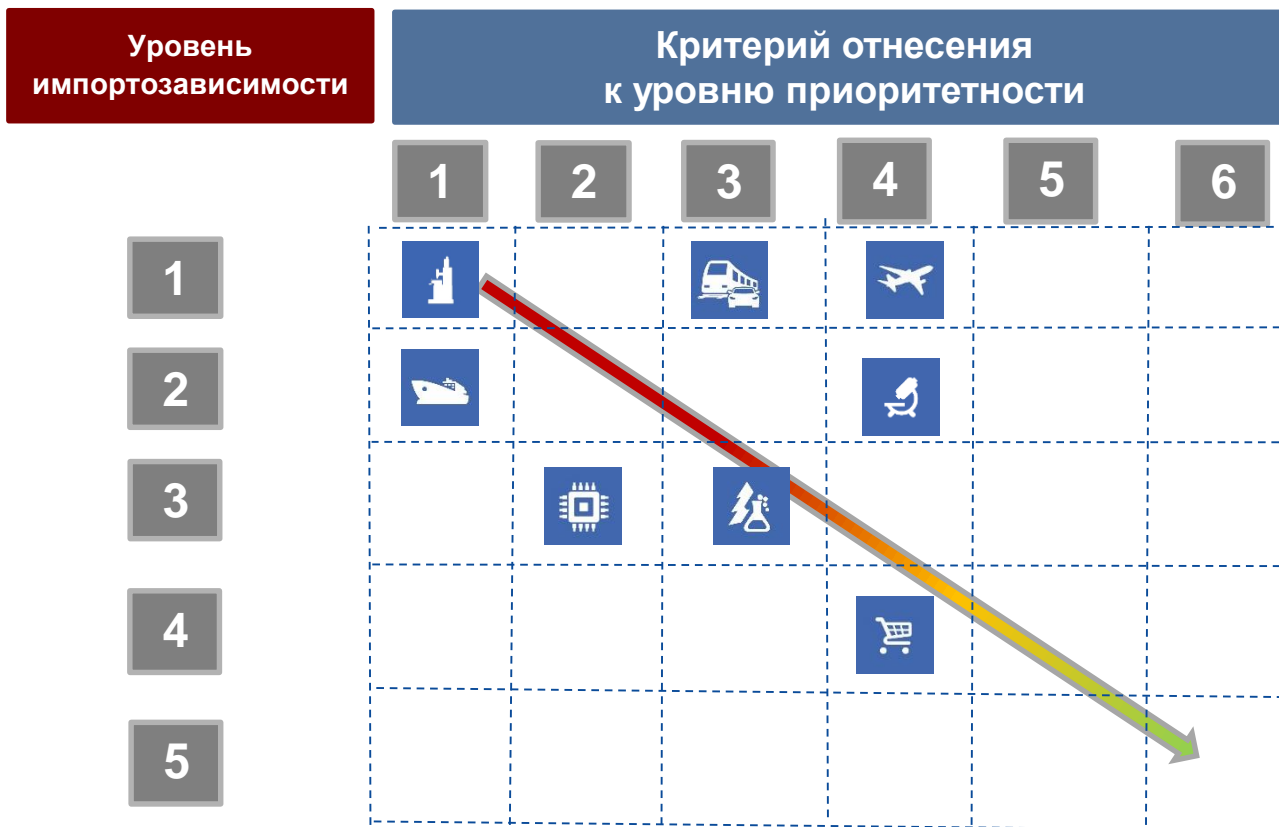 Уровень
импортозависимости
Критерий отнесения
к уровню приоритетности
1 2 3 4 5 6
1
2
3
4
5